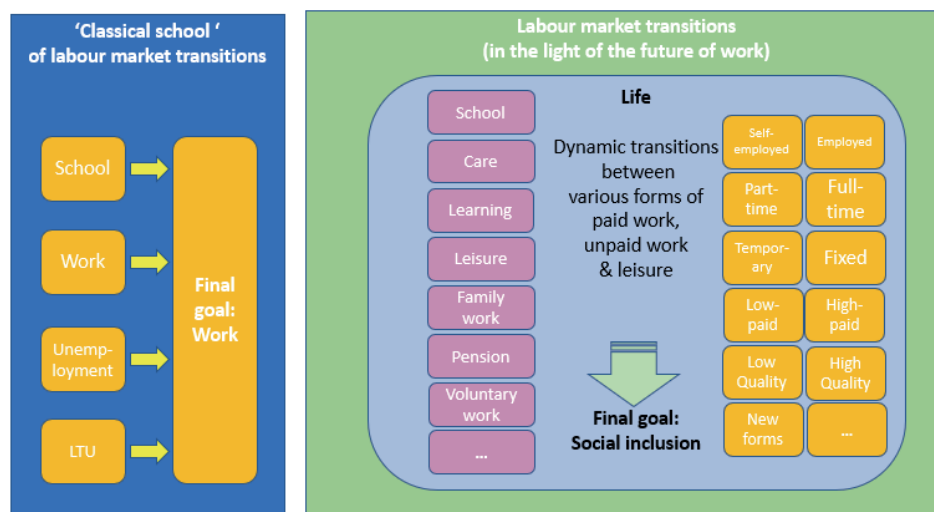 ‘Classical school ‘
of labour market transitions
School
Work
Unemp-
loyment
LTU
Final
goal:
Work
Labour market transitions
(in the light of the future of work)
Life
School
Care
Learning
Leisure
Family
work
Pension
Voluntary
work
...
Dynamic transitions
between
various forms of
paid work,
unpaid work
& leisure
Final goal:
Social inclusion
Self-
employed
Employed
Part-
time
Full-
time
Tempor-
ary
Fixed
Low-
paid
High-
paid
Low
Quality
High
Quality
New
forms
...